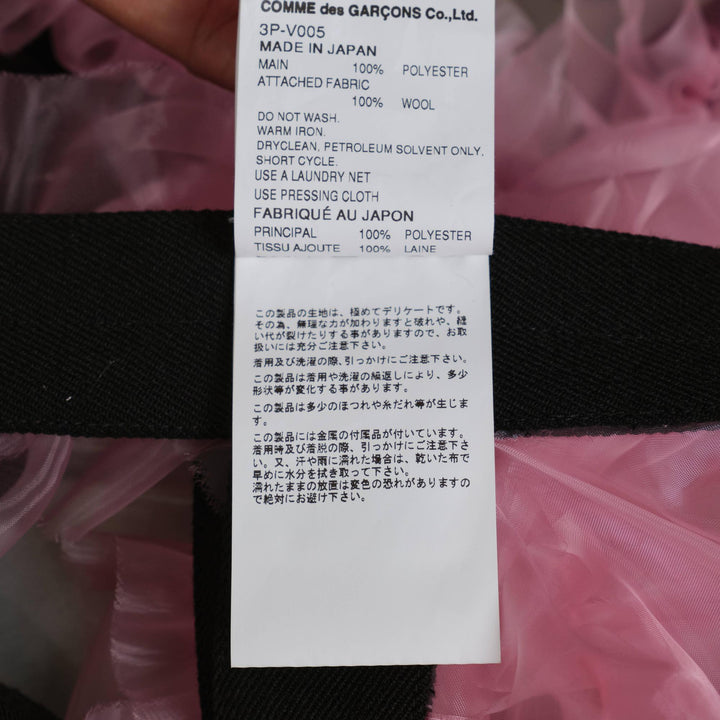 COMME des GARÇONS Co.,Ltd.
3P-V005
MADE IN JAPAN
MAIN 100% POLYESTER
ATTACHED FABRIC
100% WOOL
DO NOT WASH.
WARM IRON.
DRYCLEAN, PETROLEUM SOLVENT ONLY.
SHORT CYCLE.
USE A LAUNDRY NET
USE PRESSING CLOTH
FABRIQUÉ AU JAPON
PRINCIPAL 100% POLYESTER
TISSU AJOUTE 100% LAINE
この製品の生地は、極めてデリケートです。
その為、無理な力が加わりますと破れや、縫
い代が裂けたりする事がありますので、お取
扱いには充分ご注意下さい。
着用及び洗濯の際、引っかけにご注意下さい。
この製品は着用や洗濯の繰返しにより、多少
形状等が変化する事があります。
この製品は多少のほつれや糸だれ等が生じま
す。
この製品には金属の付属品が付いています。
着用時及び着脱の際、引っかけにご注意下さ
い。又、汗や雨に濡れた場合は、乾いた布で
早めに水分を拭き取って下さい。
濡れたままの放置は変色の恐れがありますの
で絶対にお避け下さい。